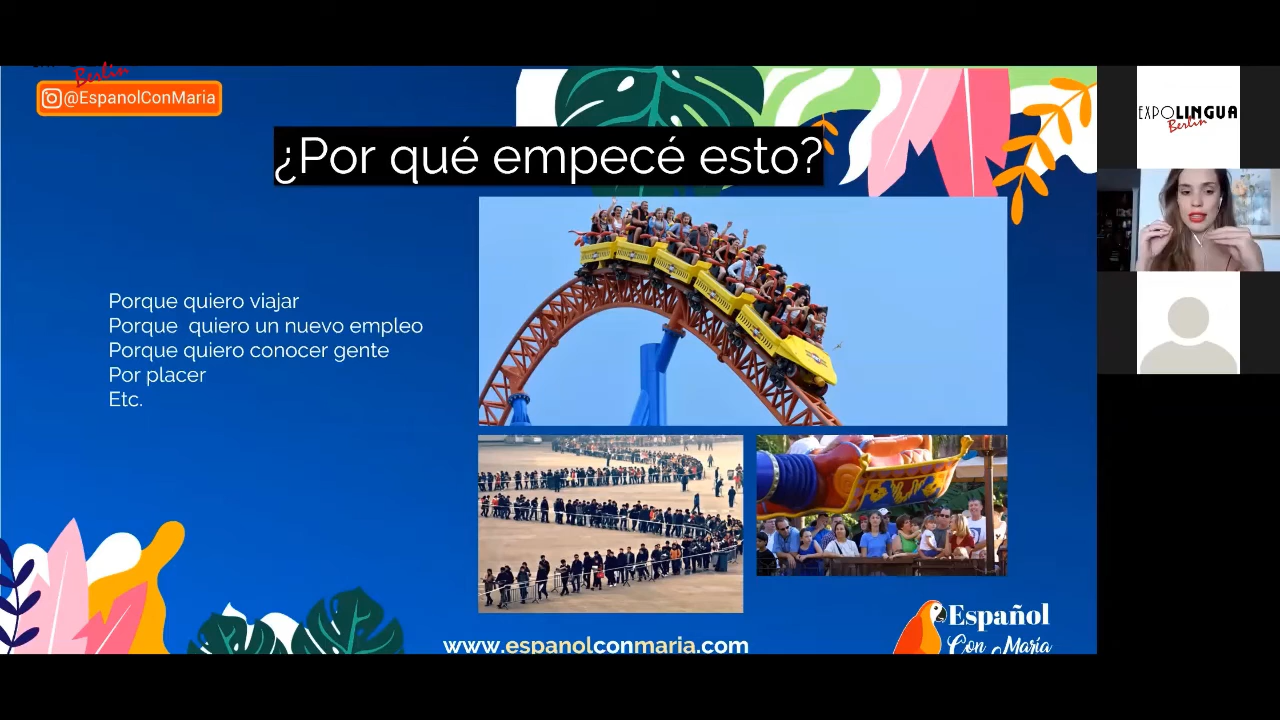 Berlin
@EspanolConMaria
¿Por qué empecé esto?
Porque quiero viajar
Porque quiero un nuevo empleo
Porque quiero conocer gente
Por placer
Etc.
www.espanolconmaria.com
Español
Con María
EXPOLINGUA
Berlin